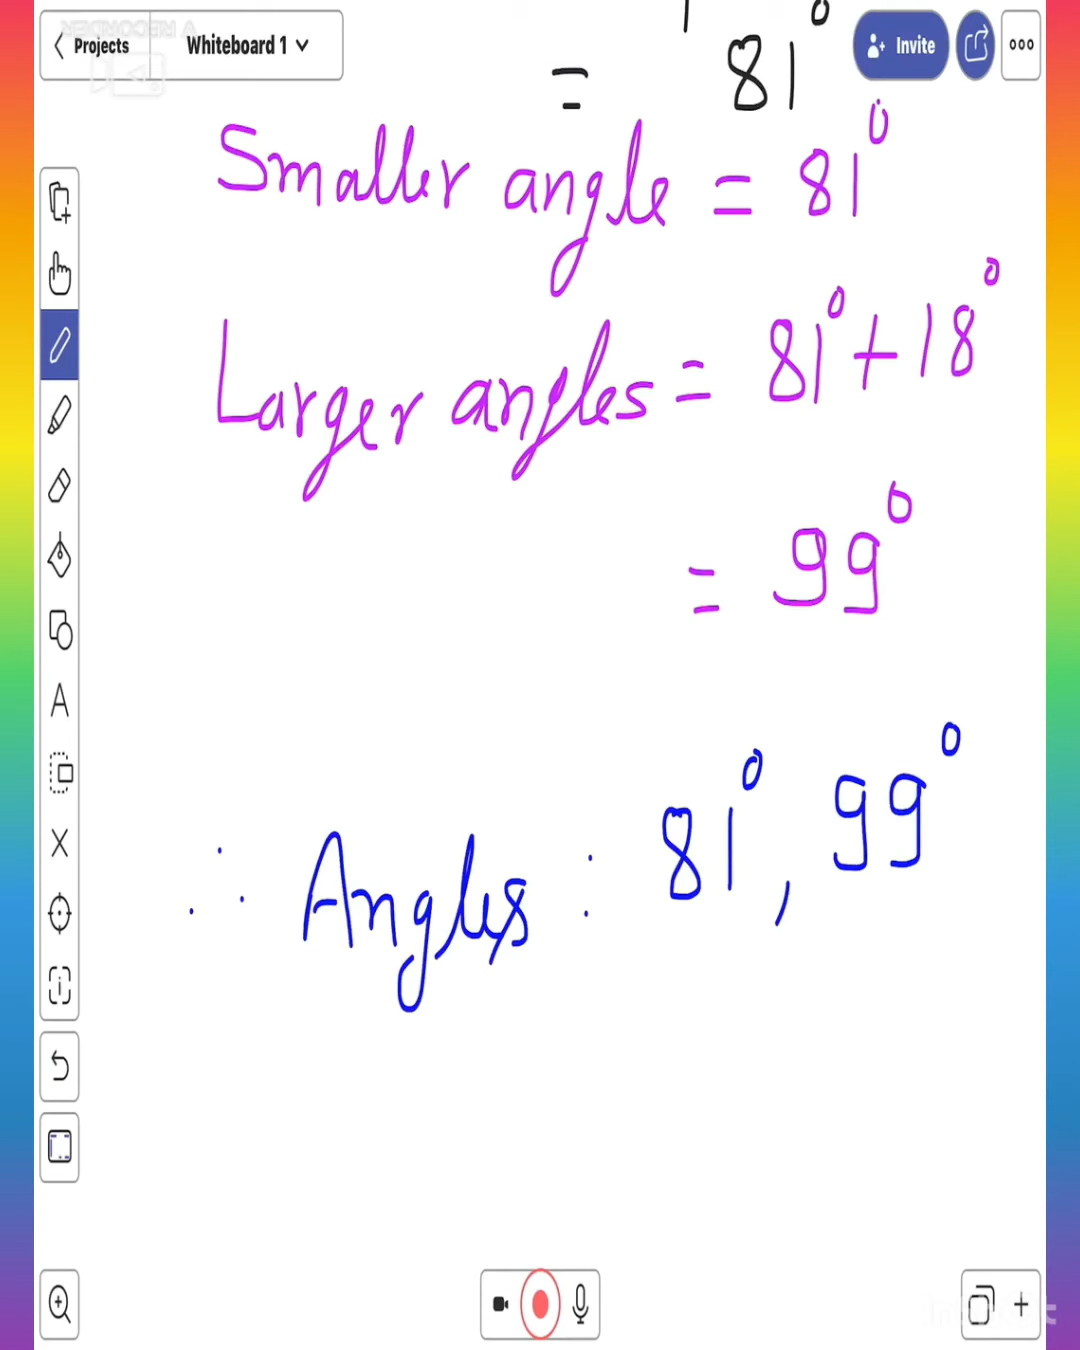 Projects Whiteboard 1 Invite
= 81
Smaller angle = 81°
Larger angles = 81° + 18°
= 99°
∴ Angles : 81°, 99°